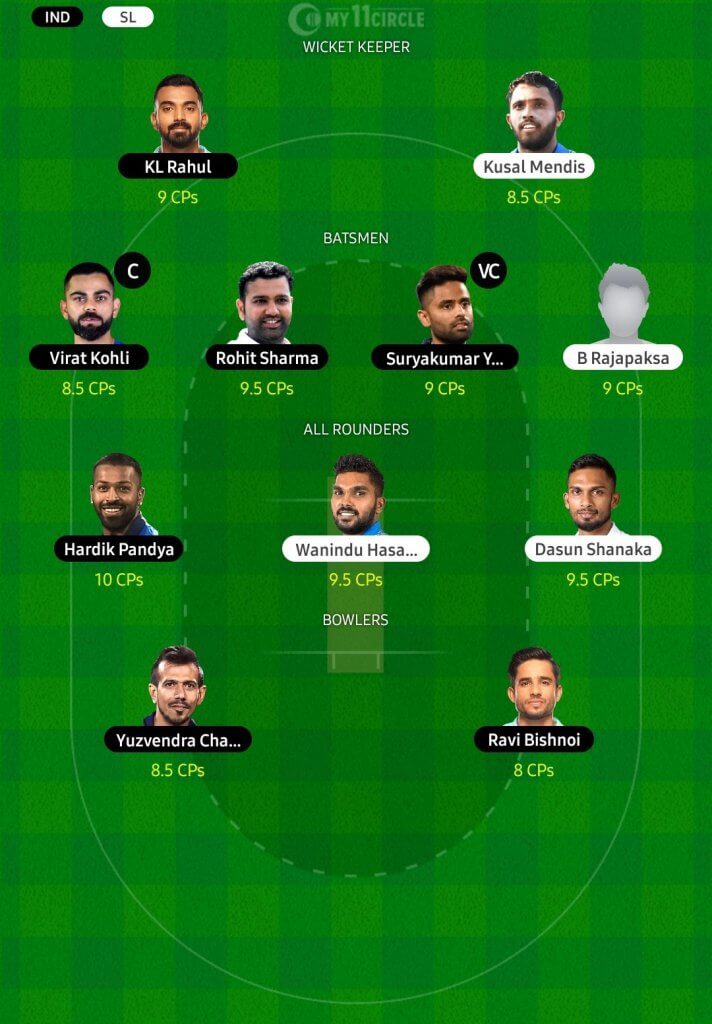 IND
SL
MY11CIRCLE
WICKET KEEPER
KL Rahul
Kusal Mendis
9 CPs
8.5 CPs
BATSMEN
C
VC
Virat Kohli
Rohit Sharma
Suryakumar Y...
B Rajapaksa
8.5 CPs
9.5 CPs
9 CPs
9 CPs
ALL ROUNDERS
Hardik Pandya
Wanindu Hasa...
Dasun Shanaka
10 CPs
9.5 CPs
9.5 CPs
BOWLERS
Yuzvendra Cha...
Ravi Bishnoi
8.5 CPs
8 CPs